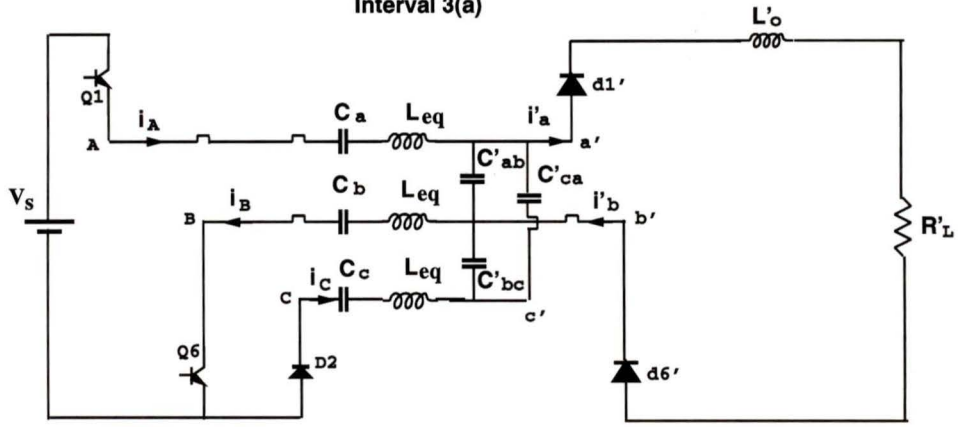 Interval 3(a)
L'o
Q1
d1'
iA
Ca
Leq
i'a
A
a'
C'ab
C'ca
Vs
iB
Cb
Leq
i'b
B
b'
R'L
iC
Cc
Leq
C'bc
C
c'
Q6
D2
d6'